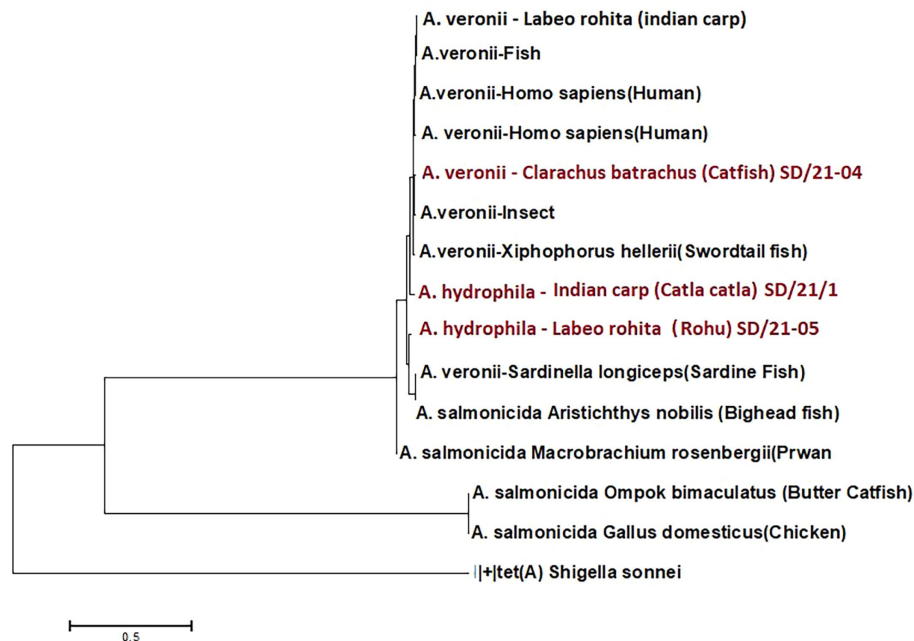 A. veronii - Labeo rohita (indian carp)
A.veronii-Fish
A.veronii-Homo sapiens(Human)
A. veronii-Homo sapiens(Human)
A. veronii - Clarachus batrachus (Catfish) SD/21-04
A.veronii-Insect
A.veronii-Xiphophorus hellerii(Swordtail fish)
A. hydrophila - Indian carp (Catla catla) SD/21/1
A. hydrophila - Labeo rohita (Rohu) SD/21-05
A. veronii-Sardinella longiceps(Sardine Fish)
A. salmonicida Aristichthys nobilis (Bighead fish)
A. salmonicida Macrobrachium rosenbergii(Prwan
A. salmonicida Ompok bimaculatus (Butter Catfish)
A. salmonicida Gallus domesticus(Chicken)
||+|tet(A) Shigella sonnei
0.5